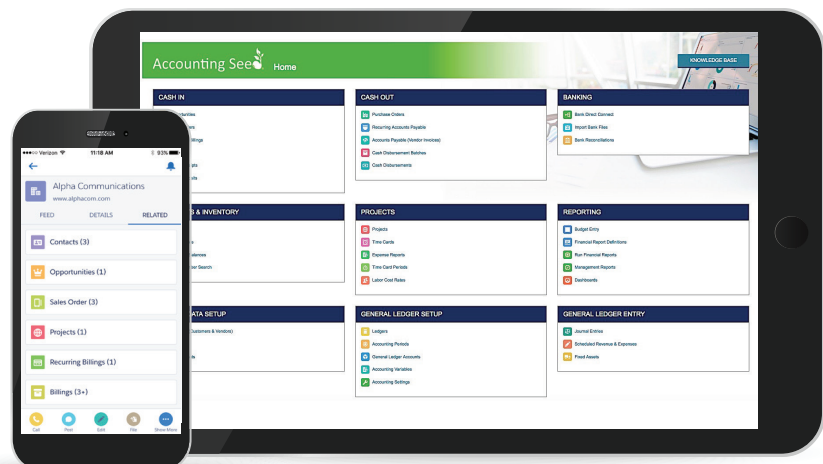 Accounting See
Home
KNOWLEDGE BASE
CASH IN
CASH OUT
Purchase Orders
Recurring Accounts Payable
Accounts Payable (Vendor Invoices)
Cash Disbursement Batches
Cash Disbursements
BANKING
Bank Direct Connect
Import Bank Files
Bank Reconciliations
& INVENTORY
PROJECTS
Projects
Time Cards
Expense Reports
Time Card Periods
Labor Cost Rates
REPORTING
Budget Entry
Financial Report Definitions
Run Financial Reports
Management Reports
Dashboards
ATA SETUP
Customers & Vendors)
GENERAL LEDGER SETUP
Ledgers
Accounting Periods
General Ledger Accounts
Accounting Variables
Accounting Settings
GENERAL LEDGER ENTRY
Journal Entries
Scheduled Revenue & Expenses
Fixed Assets
Verizon 11:18 AM 93%
Alpha Communications
www.alphacom.com
FEED DETAILS RELATED
Contacts (3)
Opportunities (1)
Sales Order (3)
Projects (1)
Recurring Billings (1)
Billings (3+)
Call Post Edit File Show More